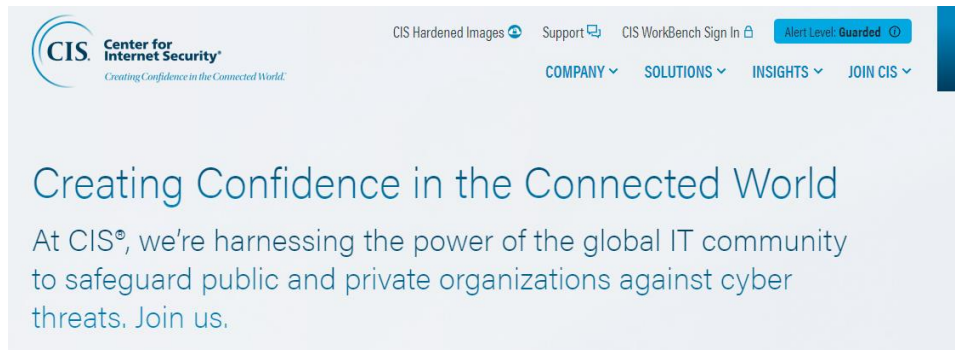 CIS Hardened Images Support CIS WorkBench Sign In Alert Level: Guarded
CIS. Center for
Internet Security®
Creating Confidence in the Connected World.®
COMPANY SOLUTIONS INSIGHTS JOIN CIS
Creating Confidence in the Connected World
At CIS®, we're harnessing the power of the global IT community
to safeguard public and private organizations against cyber
threats. Join us.